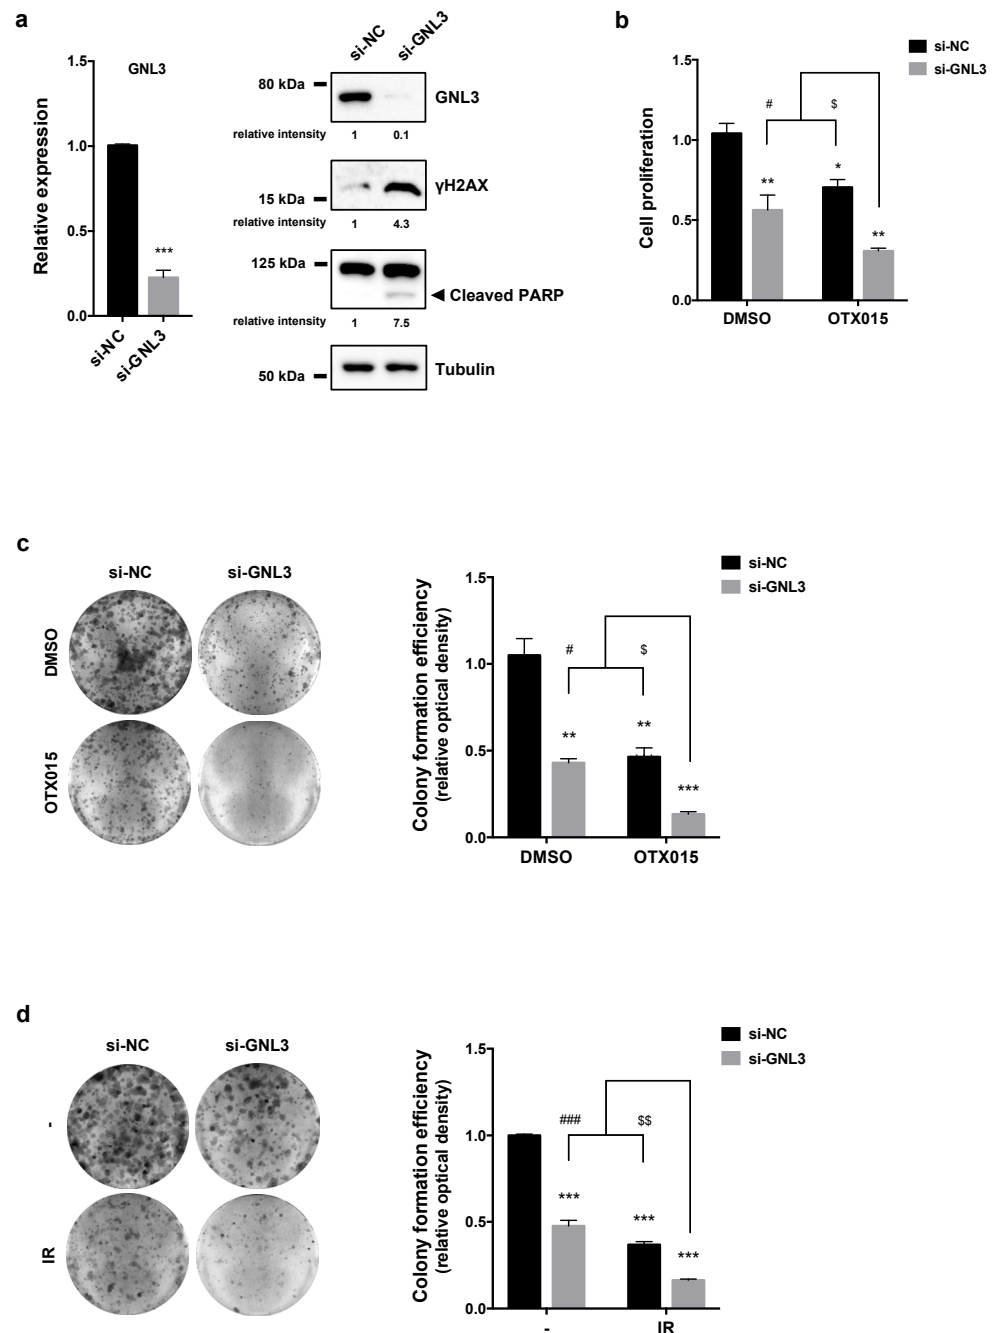 a
GNL3
Relative expression
1.5
1.0
0.5
0.0
***
si-NC
si-GNL3
si-NC
si-GNL3
80 kDa
GNL3
relative intensity 1 0.1
γH2AX
15 kDa
relative intensity 1 4.3
125 kDa
Cleaved PARP
relative intensity 1 7.5
50 kDa
Tubulin
b
si-NC
si-GNL3
Cell proliferation
1.5
1.0
0.5
0.0
# $
** * **
DMSO OTX015
c
si-NC si-GNL3
DMSO
OTX015
si-NC
si-GNL3
Colony formation efficiency
(relative optical density)
1.5
1.0
0.5
0.0
# $
** ** ***
DMSO OTX015
d
si-NC si-GNL3
-
IR
si-NC
si-GNL3
Colony formation efficiency
(relative optical density)
1.5
1.0
0.5
0.0
### $$
*** *** ***
- IR